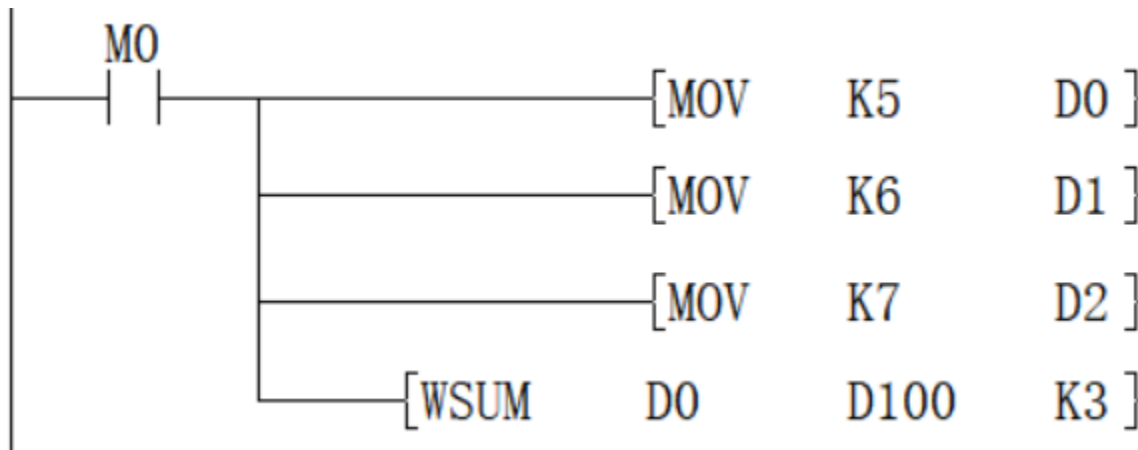 M0
[MOV K5 D0]
[MOV K6 D1]
[MOV K7 D2]
[WSUM D0 D100 K3]